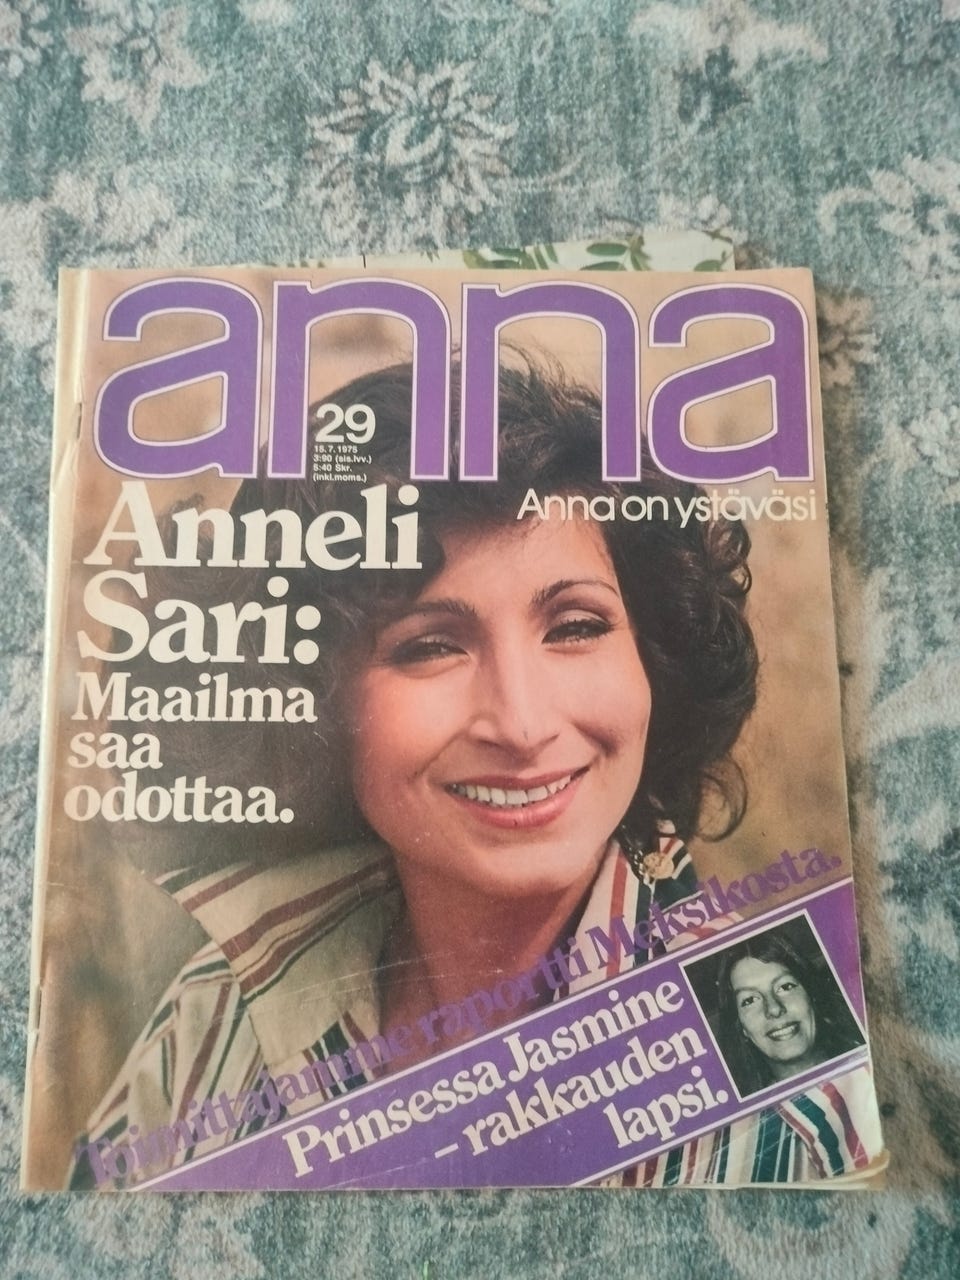 anna
29
15.7.1975
3:90 (sis.lvv.)
5:40 Skr.
(inkl.moms.)
Anna on ystäväsi
Anneli
Sari:
Maailma
saa
odottaa.
Toimittajamme raportti Meksikosta.
Prinsessa Jasmine
– rakkauden
lapsi.